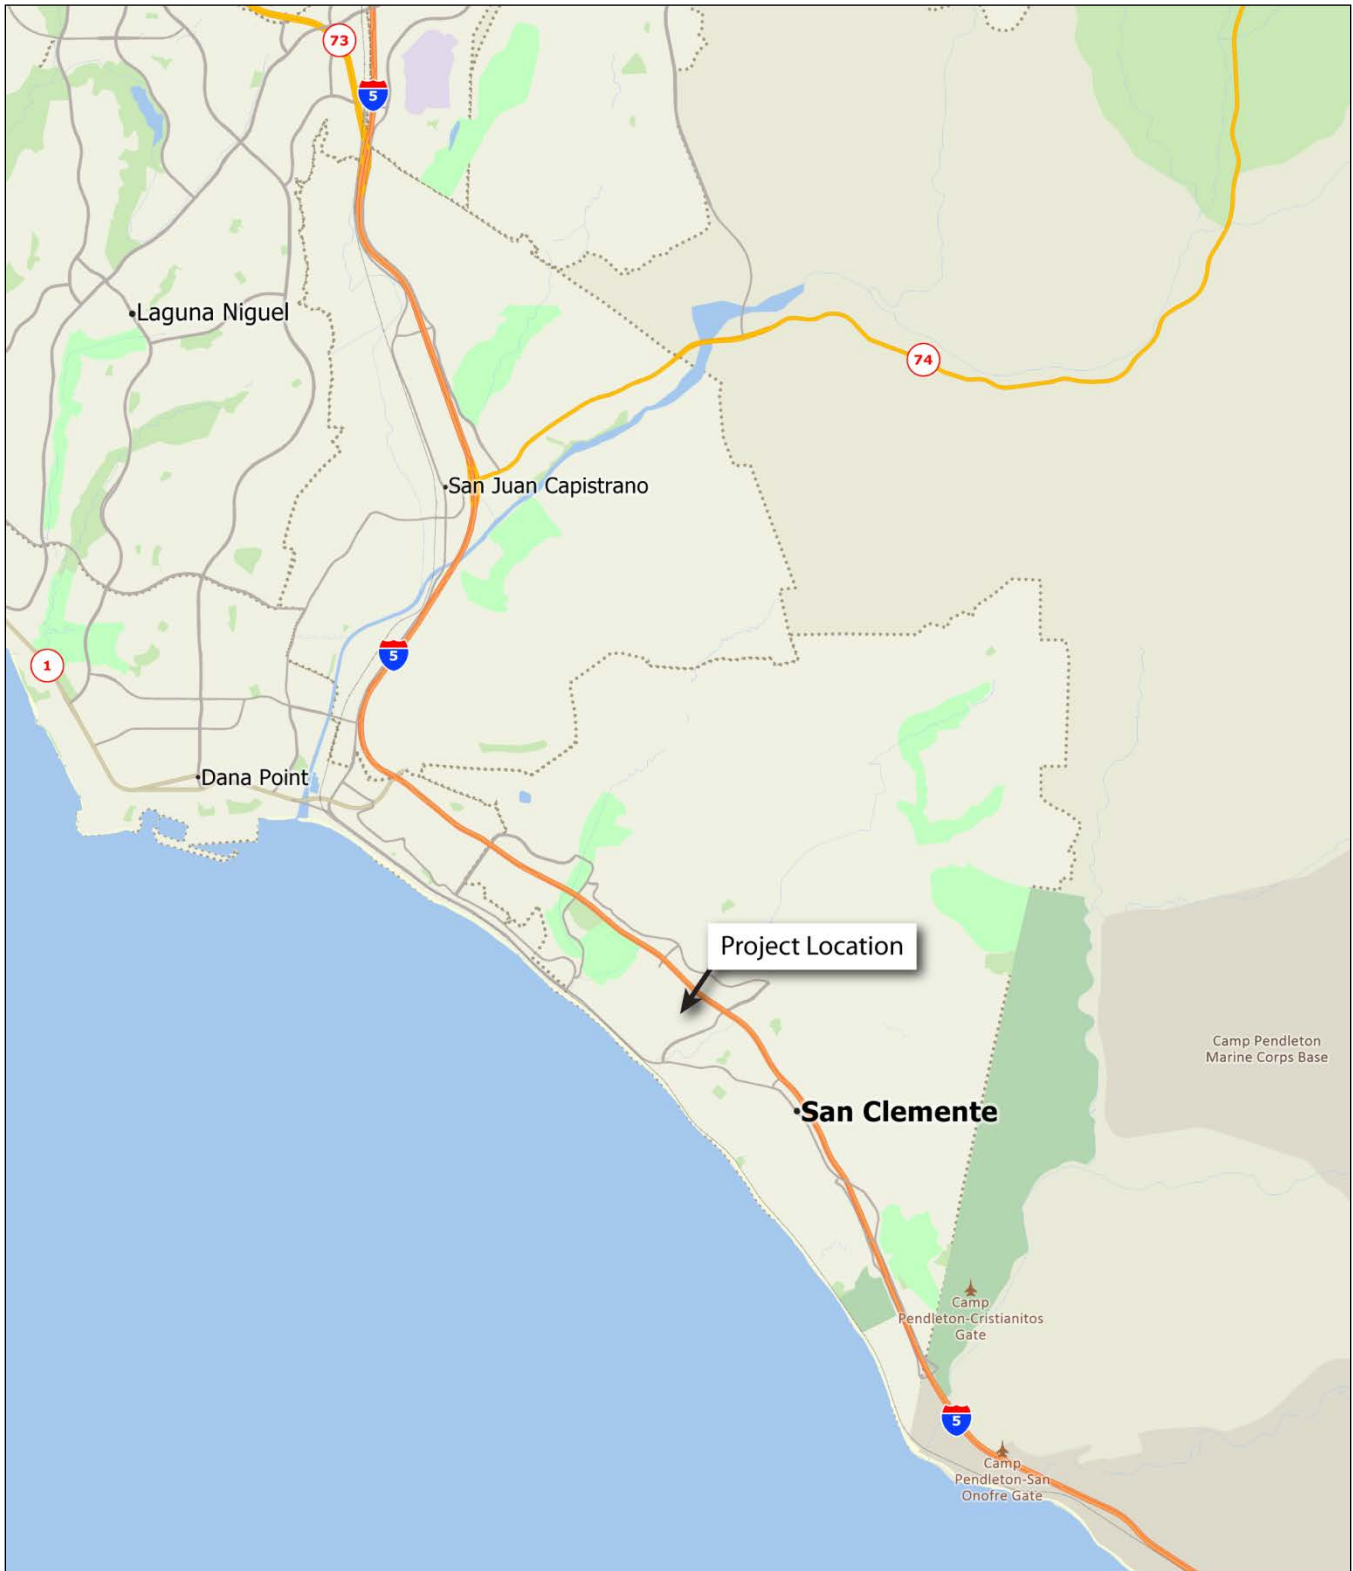 73
5
Laguna Niguel
74
San Juan Capistrano
5
1
Dana Point
Project Location
Camp Pendleton
Marine Corps Base
San Clemente
Camp
Pendleton-Cristianitos
Gate
5
Camp
Pendleton-San
Onofre Gate